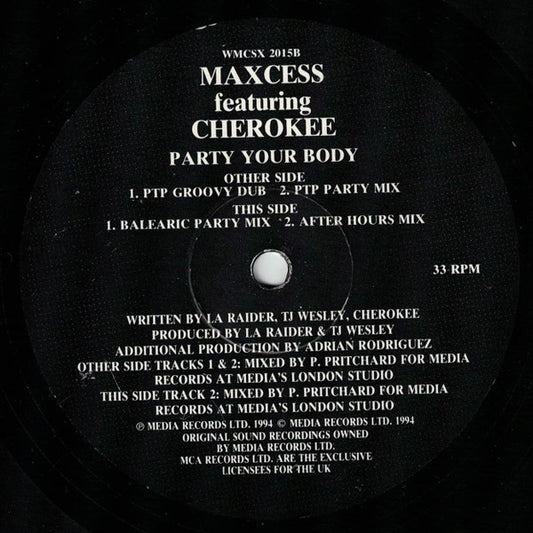 WMCSX 2015B
MAXCESS
featuring
CHEROKEE
PARTY YOUR BODY
OTHER SIDE
1. PTP GROOVY DUB 2. PTP PARTY MIX
THIS SIDE
1. BALEARIC PARTY MIX 2. AFTER HOURS MIX
33 RPM
WRITTEN BY LA RAIDER, TJ WESLEY, CHEROKEE
PRODUCED BY LA RAIDER & TJ WESLEY
ADDITIONAL PRODUCTION BY ADRIAN RODRIGUEZ
OTHER SIDE TRACKS 1 & 2: MIXED BY P. PRITCHARD FOR MEDIA
RECORDS AT MEDIA'S LONDON STUDIO
THIS SIDE TRACK 2: MIXED BY P. PRITCHARD FOR MEDIA
RECORDS AT MEDIA'S LONDON STUDIO
℗ MEDIA RECORDS LTD. 1994 © MEDIA RECORDS LTD. 1994
ORIGINAL SOUND RECORDINGS OWNED
BY MEDIA RECORDS LTD.
MCA RECORDS LTD. ARE THE EXCLUSIVE
LICENSEES FOR THE UK